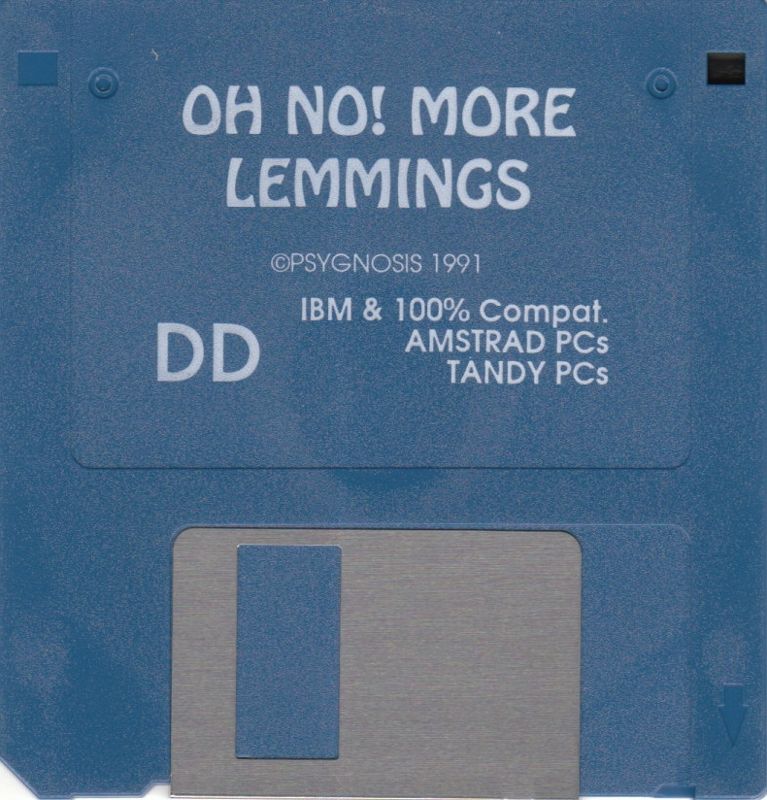 OH NO! MORE
LEMMINGS
©PSYGNOSIS 1991
DD
IBM & 100% Compat.
AMSTRAD PCs
TANDY PCs